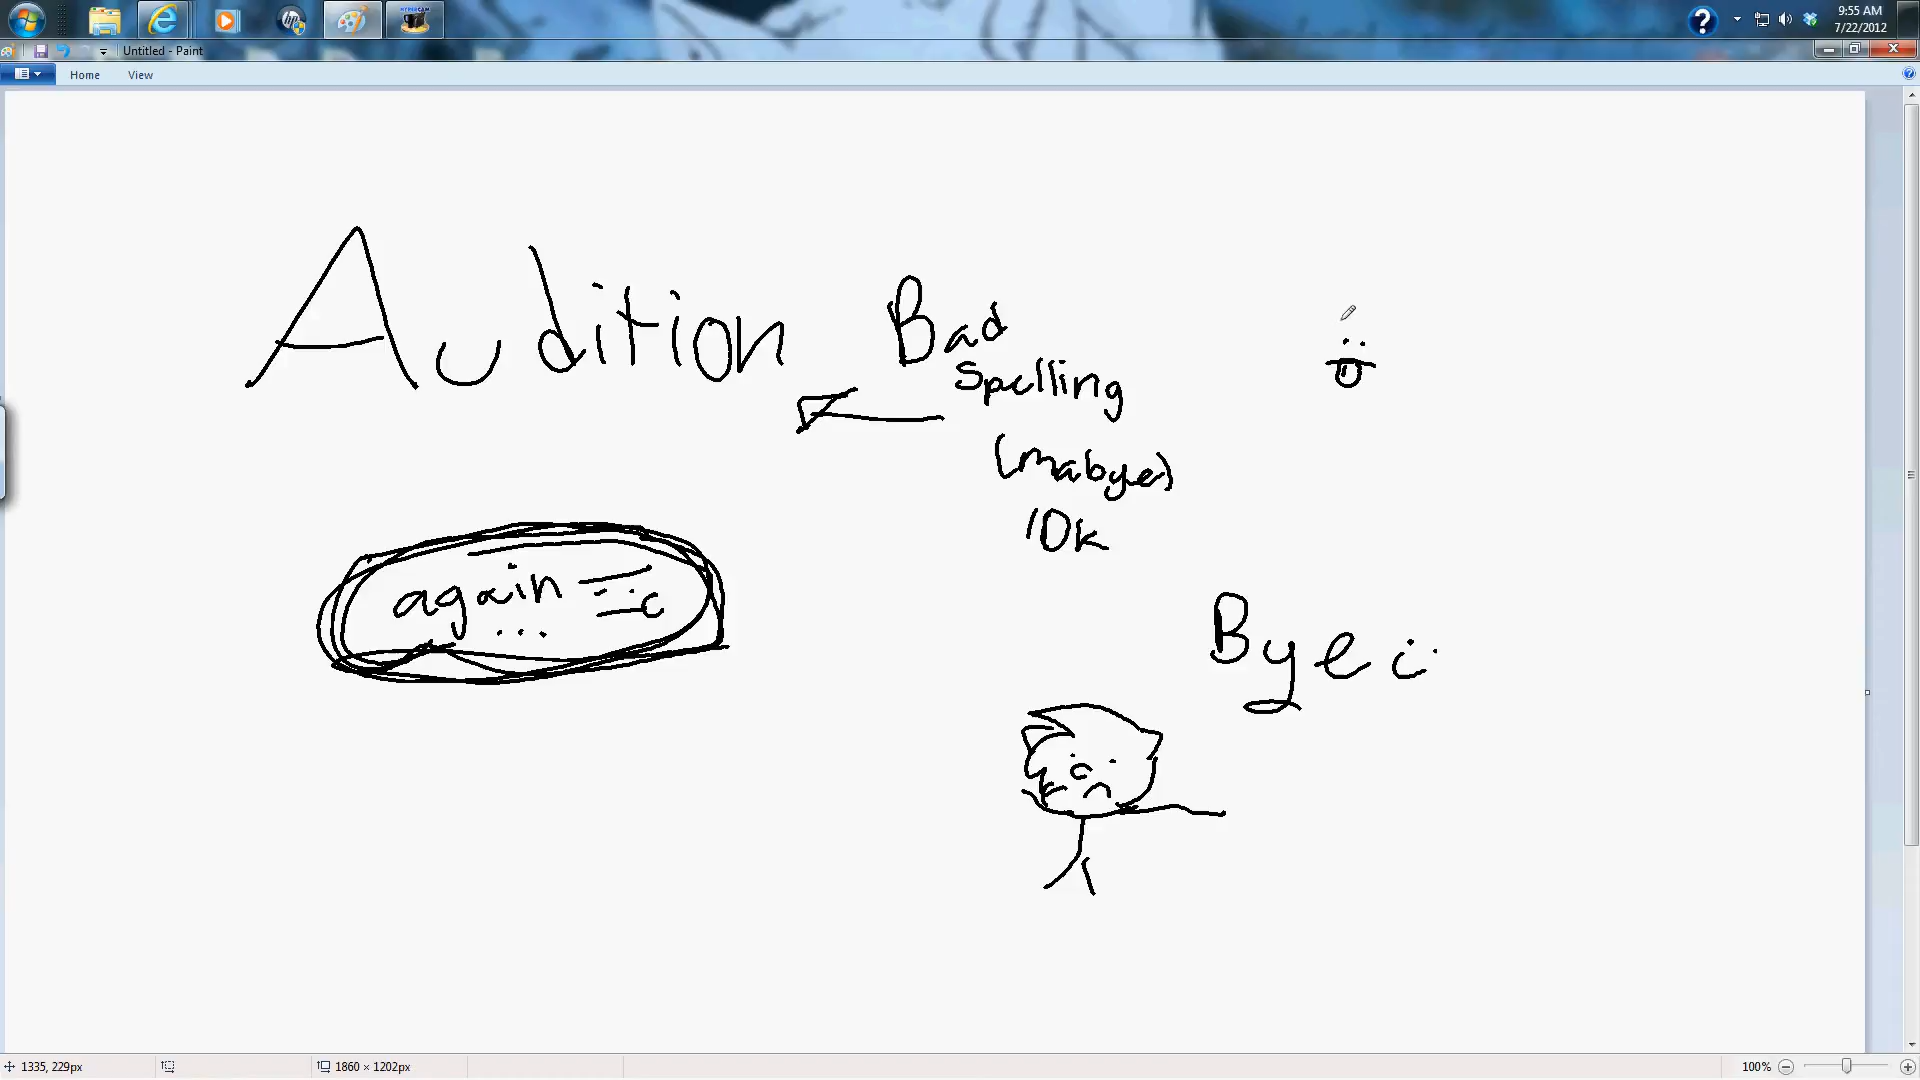 9:55 AM
7/22/2012
Untitled - Paint
Home View
Audition
Bad
spelling
(mabye)
10k
again =c
...
Bye c:
1335, 229px
1860 × 1202px
100%